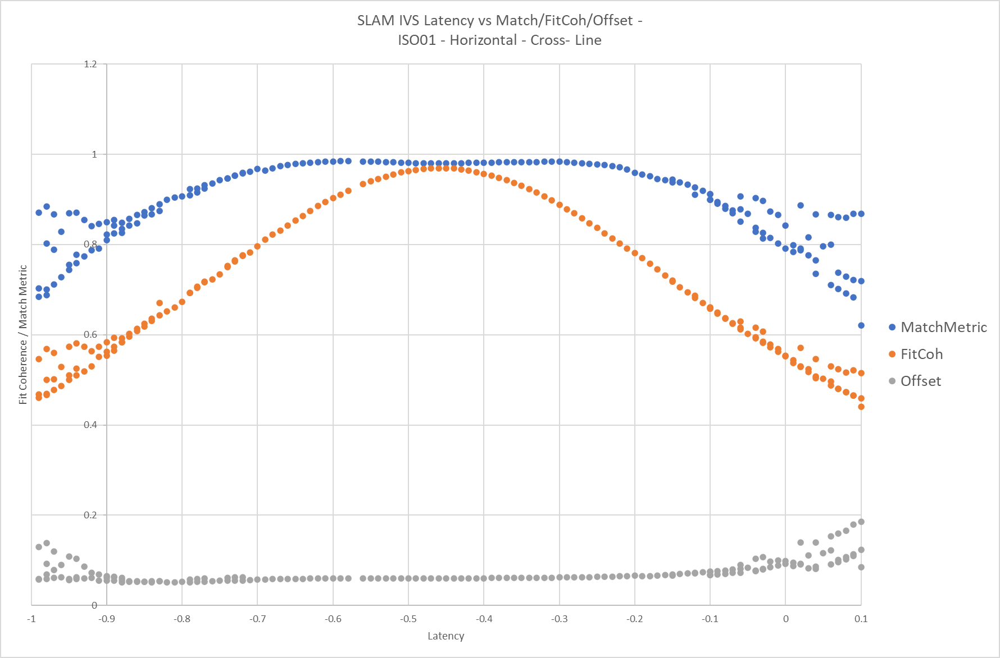 SLAM IVS Latency vs Match/FitCoh/Offset -
ISO01 - Horizontal - Cross- Line
1.2
1
0.8
0.6
0.4
0.2
0
Fit Coherence / Match Metric
-1
-0.9
-0.8
-0.7
-0.6
-0.5
-0.4
-0.3
-0.2
-0.1
0
0.1
Latency
MatchMetric
FitCoh
Offset